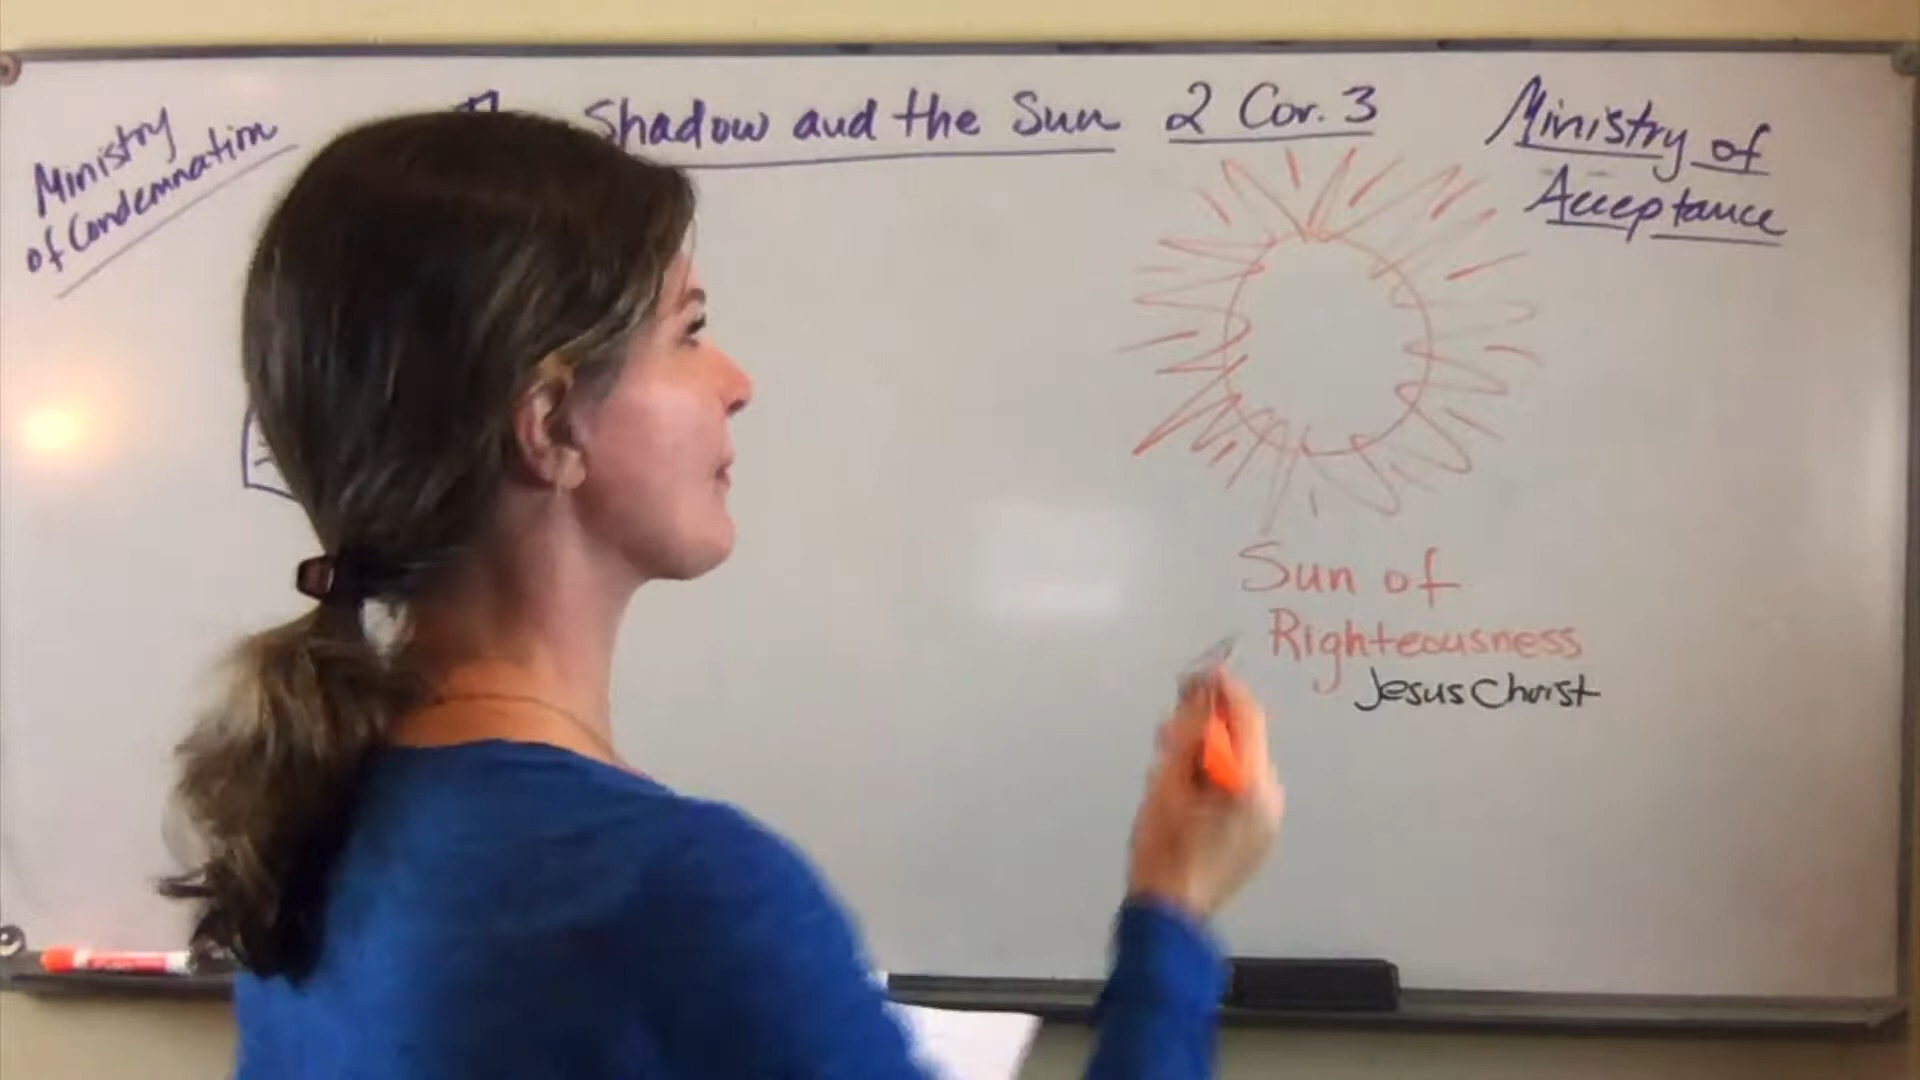 Ministry
of Condemnation
Shadow and the Sun 2 Cor. 3
Ministry of
Acceptance
Sun of
Righteousness
Jesus Christ